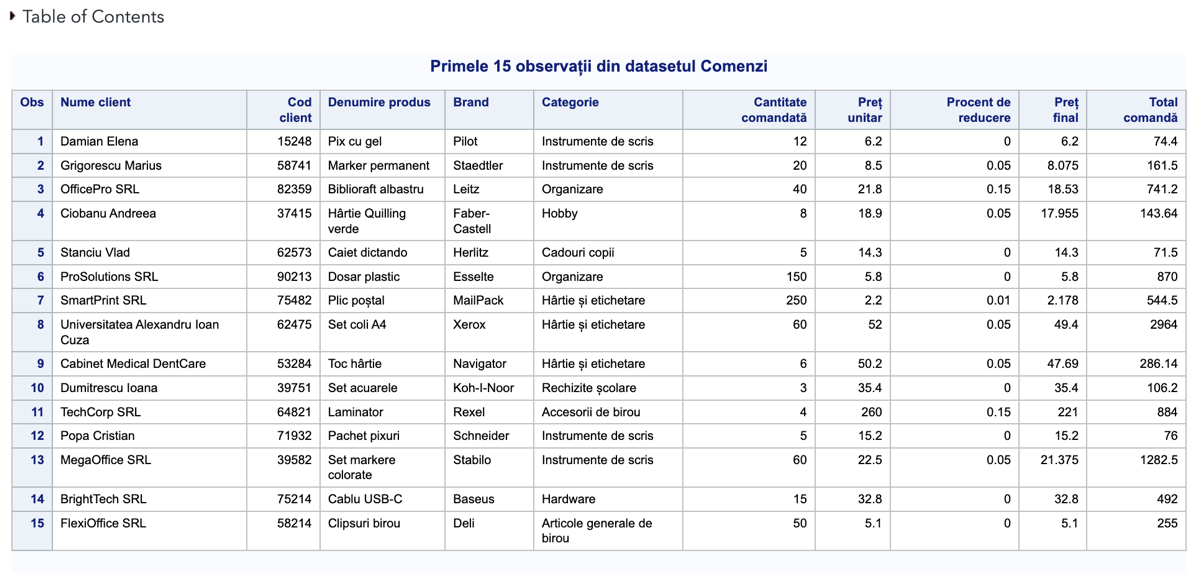 Table of Contents
Primele 15 observații din datasetul Comenzi
Obs Nume client Cod client Denumire produs Brand Categorie Cantitate comandată Preț unitar Procent de reducere Preț final Total comandă
1 Damian Elena 15248 Pix cu gel Pilot Instrumente de scris 12 6.2 0 6.2 74.4
2 Grigorescu Marius 58741 Marker permanent Staedtler Instrumente de scris 20 8.5 0.05 8.075 161.5
3 OfficePro SRL 82359 Biblioraft albastru Leitz Organizare 40 21.8 0.15 18.53 741.2
4 Ciobanu Andreea 37415 Hârtie Quilling verde Faber-Castell Hobby 8 18.9 0.05 17.955 143.64
5 Stanciu Vlad 62573 Caiet dictando Herlitz Cadouri copii 5 14.3 0 14.3 71.5
6 ProSolutions SRL 90213 Dosar plastic Esselte Organizare 150 5.8 0 5.8 870
7 SmartPrint SRL 75482 Plic poștal MailPack Hârtie și etichetare 250 2.2 0.01 2.178 544.5
8 Universitatea Alexandru Ioan Cuza 62475 Set coli A4 Xerox Hârtie și etichetare 60 52 0.05 49.4 2964
9 Cabinet Medical DentCare 53284 Toc hârtie Navigator Hârtie și etichetare 6 50.2 0.05 47.69 286.14
10 Dumitrescu Ioana 39751 Set acuarele Koh-I-Noor Rechizite școlare 3 35.4 0 35.4 106.2
11 TechCorp SRL 64821 Laminator Rexel Accesorii de birou 4 260 0.15 221 884
12 Popa Cristian 71932 Pachet pixuri Schneider Instrumente de scris 5 15.2 0 15.2 76
13 MegaOffice SRL 39582 Set markere colorate Stabilo Instrumente de scris 60 22.5 0.05 21.375 1282.5
14 BrightTech SRL 75214 Cablu USB-C Baseus Hardware 15 32.8 0 32.8 492
15 FlexiOffice SRL 58214 Clipsuri birou Deli Articole generale de birou 50 5.1 0 5.1 255